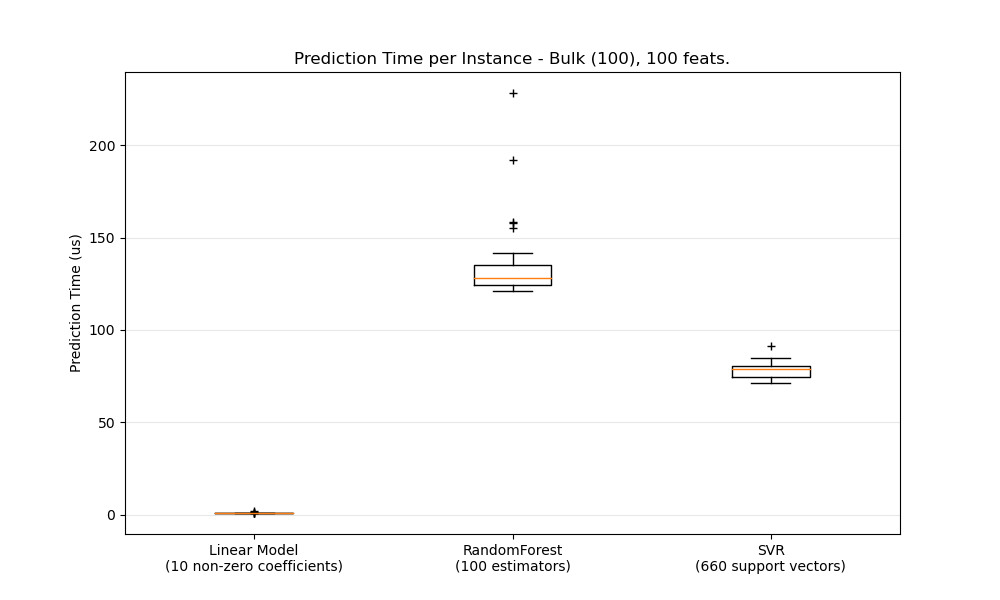 Prediction Time per Instance - Bulk (100), 100 feats.
Prediction Time (us)
200
150
100
50
0
Linear Model
(10 non-zero coefficients)
RandomForest
(100 estimators)
SVR
(660 support vectors)